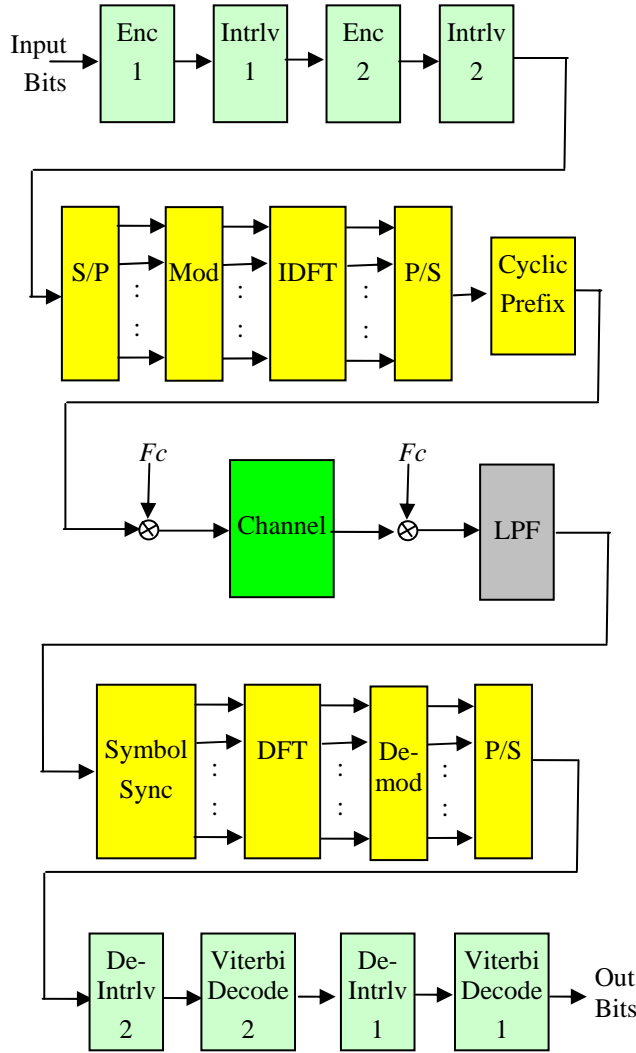 Input Bits
Enc 1
Intrlv 1
Enc 2
Intrlv 2
S/P
Mod
IDFT
P/S
Cyclic Prefix
: : : : : :
Fc
Channel
Fc
LPF
Symbol Sync
DFT
De-mod
P/S
: : : : : :
De-Intrlv 2
Viterbi Decode 2
De-Intrlv 1
Viterbi Decode 1
Out Bits